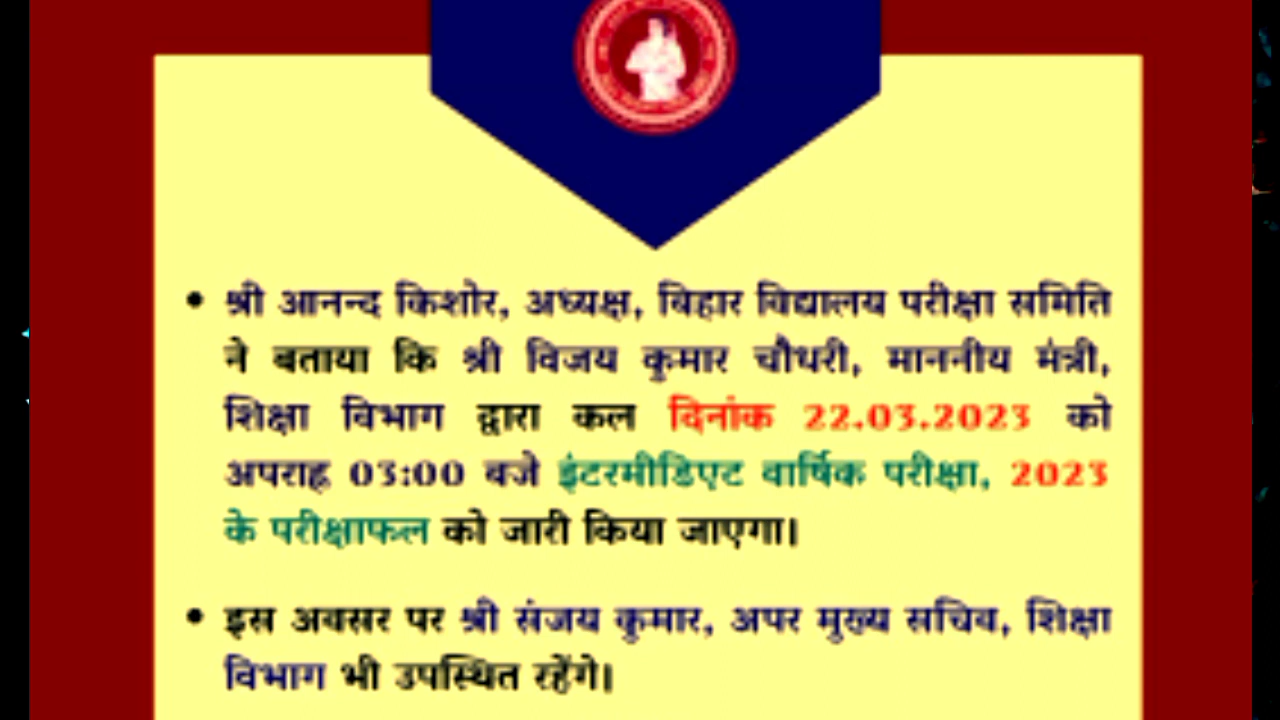 • श्री आनन्द किशोर, अध्यक्ष, बिहार विद्यालय परीक्षा समिति
ने बताया कि श्री विजय कुमार चौधरी, माननीय मंत्री,
शिक्षा विभाग द्वारा कल दिनांक 22.03.2023 को
अपराह्न 03:00 बजे इंटरमीडिएट वार्षिक परीक्षा, 2023
के परीक्षाफल को जारी किया जाएगा।
• इस अवसर पर श्री संजय कुमार, अपर मुख्य सचिव, शिक्षा
विभाग भी उपस्थित रहेंगे।